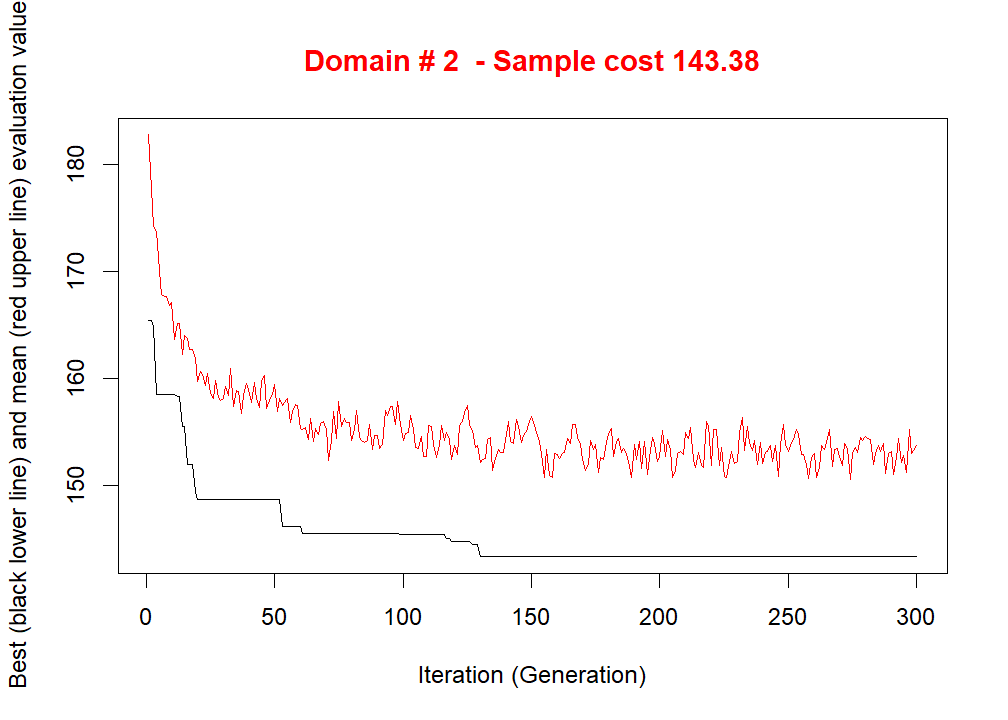 Domain # 2  - Sample cost 143.38
Best (black lower line) and mean (red upper line) evaluation value
180
170
160
150
0 50 100 150 200 250 300
Iteration (Generation)